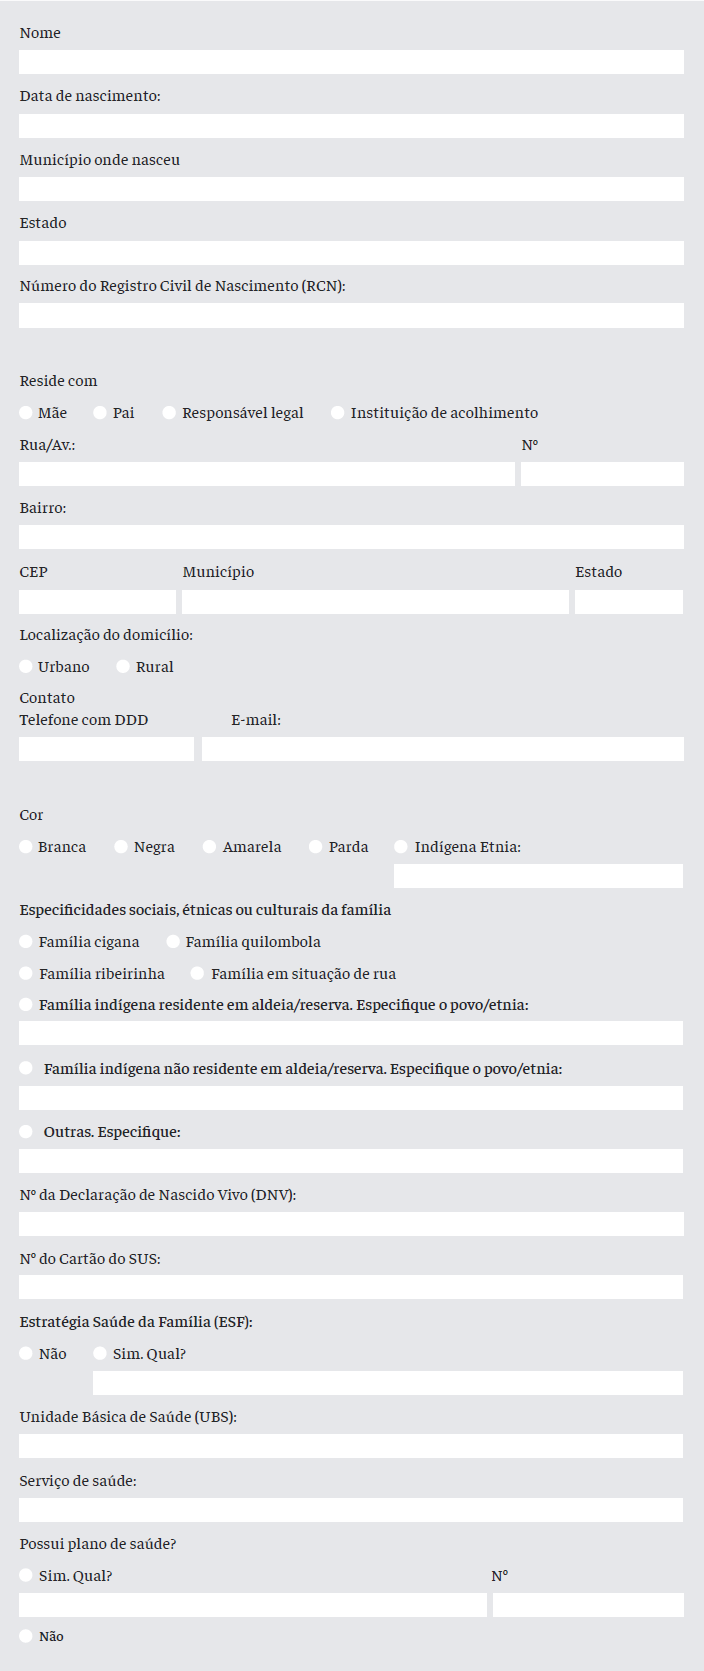 Nome
Data de nascimento:
Município onde nasceu
Estado
Número do Registro Civil de Nascimento (RCN):
Reside com
Mãe Pai Responsável legal Instituição de acolhimento
Rua/Av.: Nº
Bairro:
CEP Município Estado
Localização do domicílio:
Urbano Rural
Contato
Telefone com DDD E-mail:
Cor
Branca Negra Amarela Parda Indígena Etnia:
Especificidades sociais, étnicas ou culturais da família
Família cigana Família quilombola
Família ribeirinha Família em situação de rua
Família indígena residente em aldeia/reserva. Especifique o povo/etnia:
Família indígena não residente em aldeia/reserva. Especifique o povo/etnia:
Outras. Especifique:
Nº da Declaração de Nascido Vivo (DNV):
Nº do Cartão do SUS:
Estratégia Saúde da Família (ESF):
Não Sim. Qual?
Unidade Básica de Saúde (UBS):
Serviço de saúde:
Possui plano de saúde?
Sim. Qual? Nº
Não